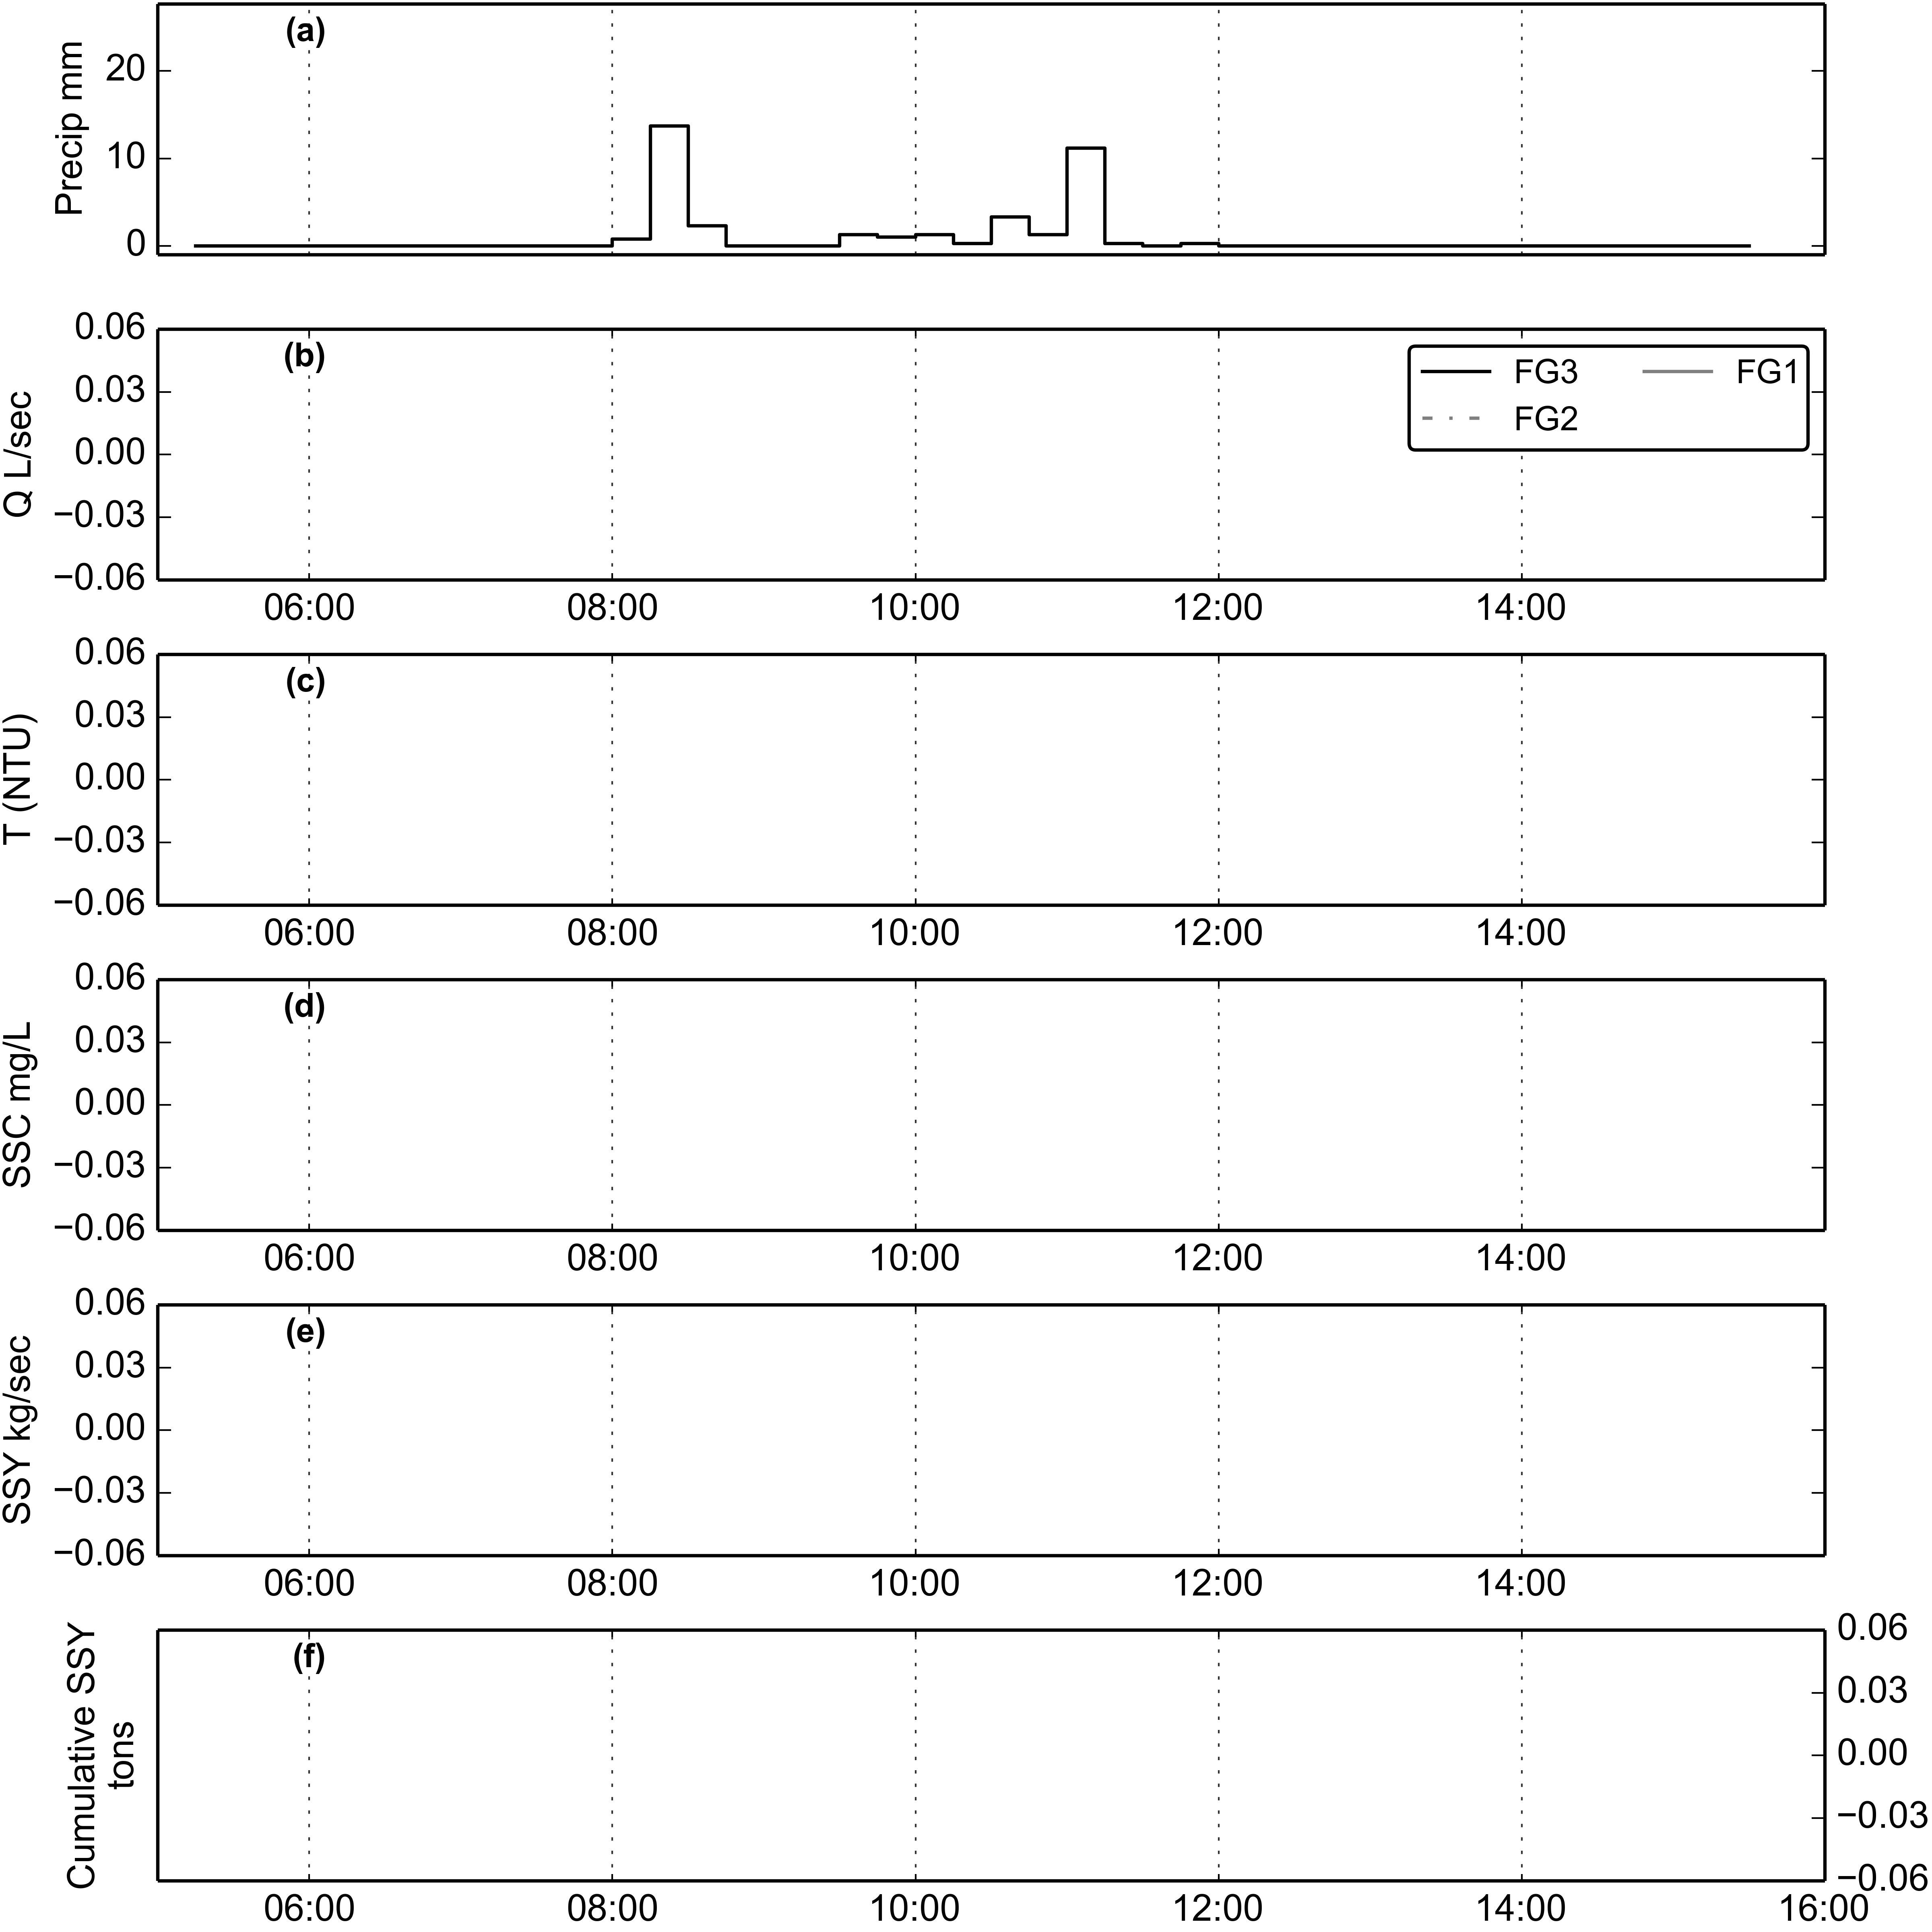 (a)
Precip mm
20
10
0
(b)
Q L/sec
0.06
0.03
0.00
−0.03
−0.06
FG3 FG1
FG2
06:00 08:00 10:00 12:00 14:00
(c)
T (NTU)
0.06
0.03
0.00
−0.03
−0.06
06:00 08:00 10:00 12:00 14:00
(d)
SSC mg/L
0.06
0.03
0.00
−0.03
−0.06
06:00 08:00 10:00 12:00 14:00
(e)
SSY kg/sec
0.06
0.03
0.00
−0.03
−0.06
06:00 08:00 10:00 12:00 14:00
(f)
Cumulative SSY
tons
0.06
0.03
0.00
−0.03
−0.06
06:00 08:00 10:00 12:00 14:00 16:00